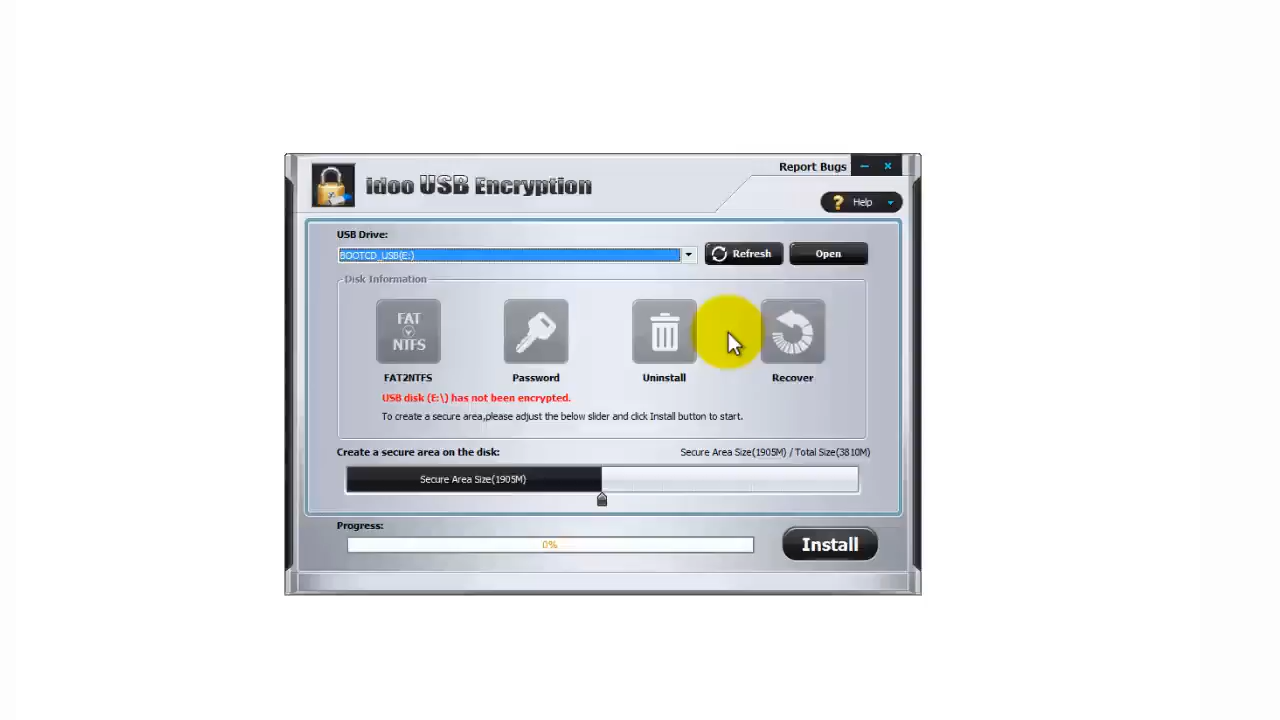 Report Bugs
idoo USB Encryption
Help
USB Drive:
BOOTCD_USB(E:)
Refresh
Open
Disk Information
FAT
NTFS
FAT2NTFS
Password
Uninstall
Recover
USB disk (E:\) has not been encrypted.
To create a secure area,please adjust the below slider and click Install button to start.
Create a secure area on the disk:
Secure Area Size(1905M) / Total Size(3810M)
Secure Area Size(1905M)
Progress:
0%
Install